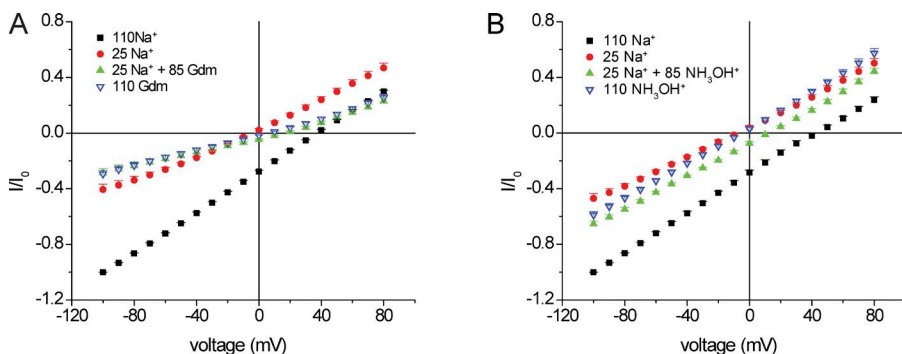 A
110Na⁺
25 Na⁺
25 Na⁺ + 85 Gdm
110 Gdm
I/I₀
0.8
0.4
0.0
-0.4
-0.8
-1.2
-120 -80 -40 0 40 80
voltage (mV)
B
110 Na⁺
25 Na⁺
25 Na⁺ + 85 NH₃OH⁺
110 NH₃OH⁺
I/I₀
0.8
0.4
0.0
-0.4
-0.8
-1.2
-120 -80 -40 0 40 80
voltage (mV)